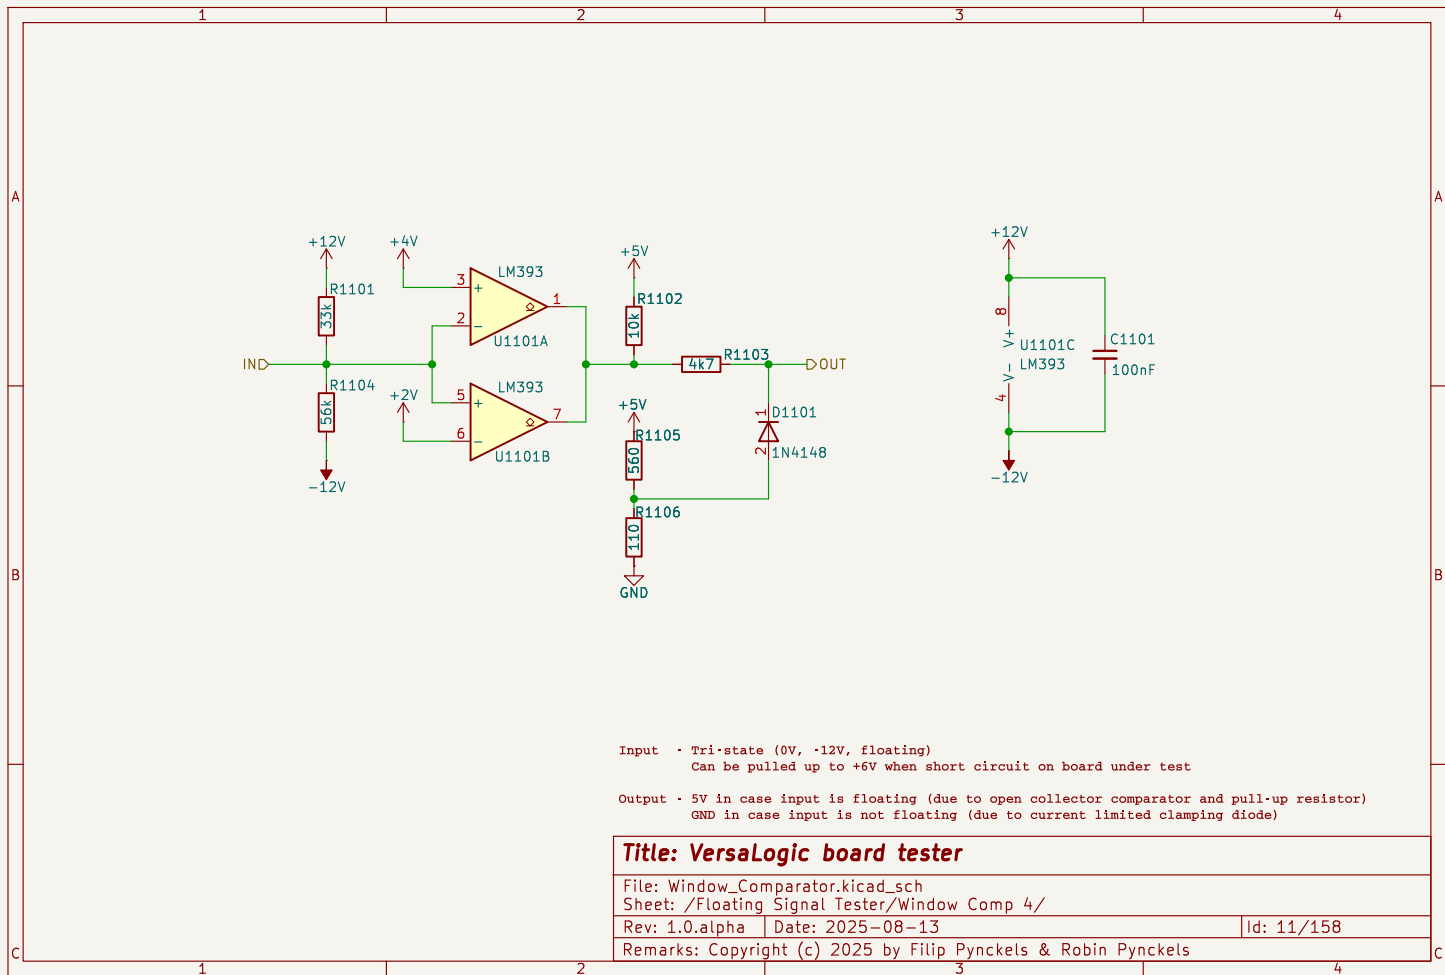 1 2 3 4
A A
+12V
+4V
+5V
+12V
R1101
33k
3
+
LM393
1
2
−
U1101A
R1102
10k
8
V+
U1101C
LM393
V−
4
C1101
100nF
IN
R1103
4k7
OUT
R1104
56k
+2V
LM393
5
+
7
6
−
U1101B
+5V
R1105
560
1
D1101
2
1N4148
−12V
−12V
R1106
110
GND
B B
Input - Tri-state (0V, -12V, floating)
Can be pulled up to +6V when short circuit on board under test
Output - 5V in case input is floating (due to open collector comparator and pull-up resistor)
GND in case input is not floating (due to current limited clamping diode)
Title: VersaLogic board tester
File: Window_Comparator.kicad_sch
Sheet: /Floating Signal Tester/Window Comp 4/
Rev: 1.0.alpha Date: 2025-08-13 Id: 11/158
Remarks: Copyright (c) 2025 by Filip Pynckels & Robin Pynckels
C C
1 2 3 4